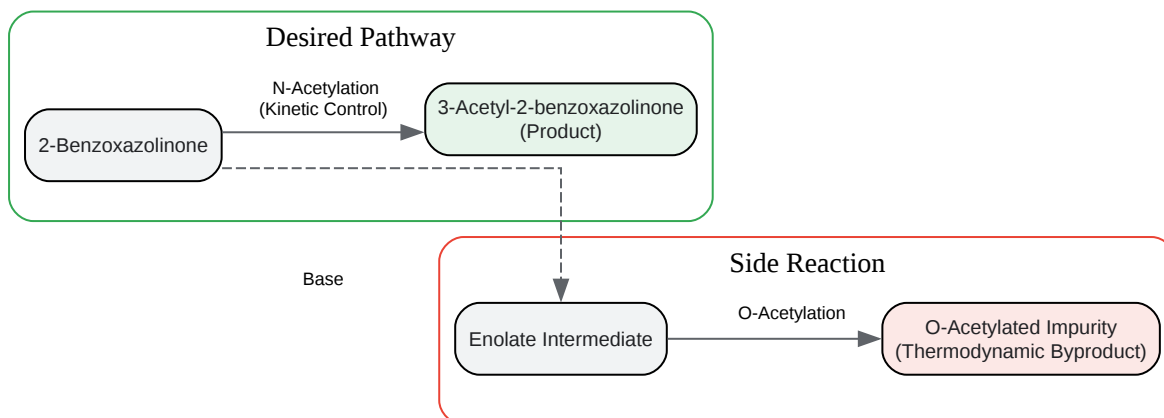 Desired Pathway
N-Acetylation
(Kinetic Control)
2-Benzoxazolinone
3-Acetyl-2-benzoxazolinone
(Product)
Side Reaction
Base
Enolate Intermediate
O-Acetylation
O-Acetylated Impurity
(Thermodynamic Byproduct)